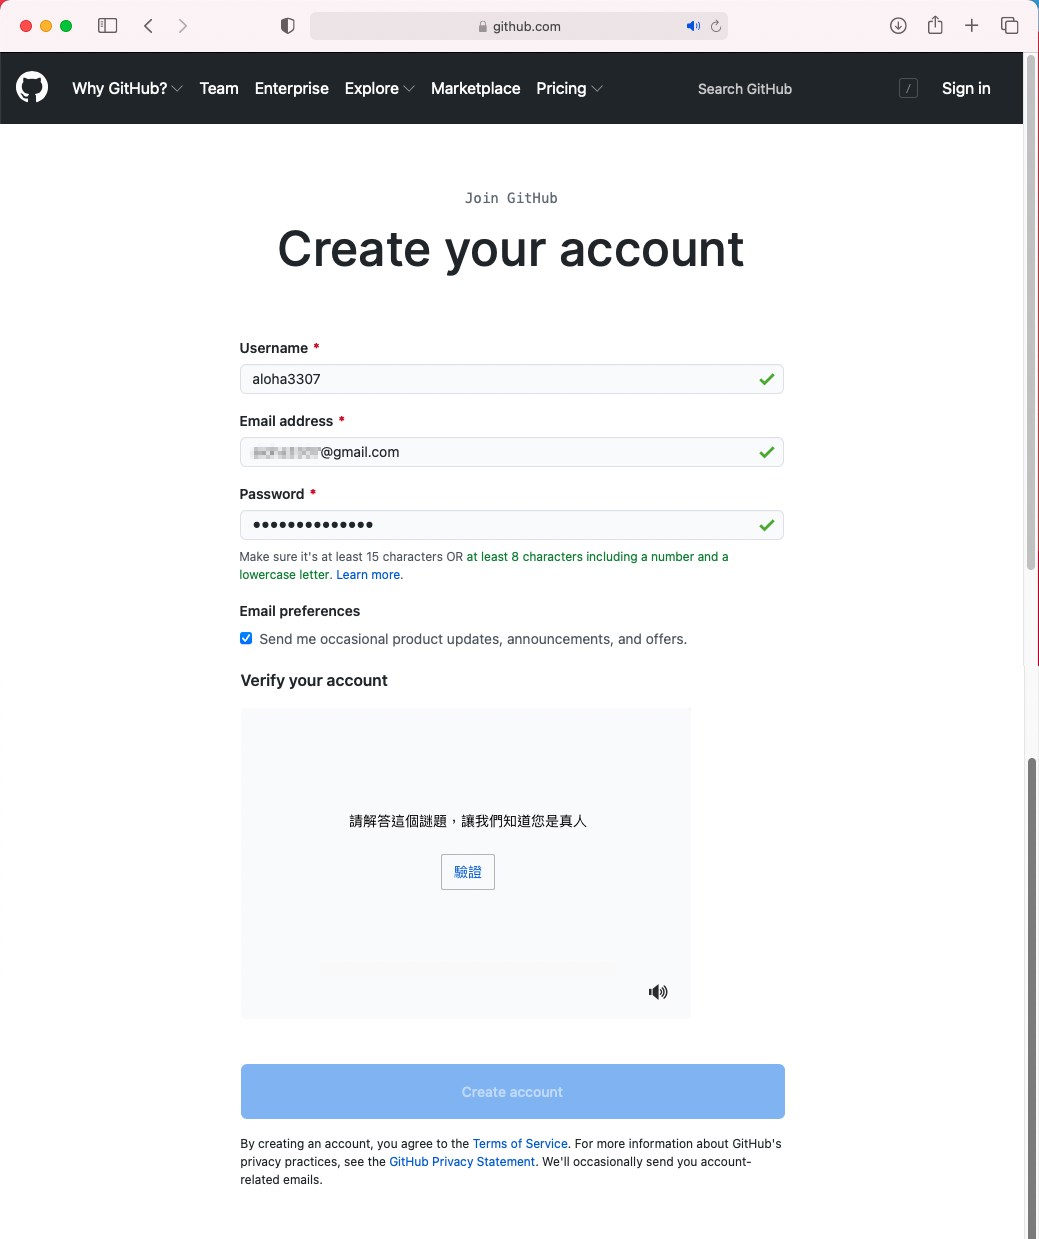 github.com
Why GitHub? Team Enterprise Explore Marketplace Pricing Search GitHub / Sign in
Join GitHub
Create your account
Username *
aloha3307
Email address *
@gmail.com
Password *
••••••••••••••
Make sure it's at least 15 characters OR at least 8 characters including a number and a
lowercase letter. Learn more.
Email preferences
Send me occasional product updates, announcements, and offers.
Verify your account
請解答這個謎題，讓我們知道您是真人
驗證
Create account
By creating an account, you agree to the Terms of Service. For more information about GitHub's
privacy practices, see the GitHub Privacy Statement. We'll occasionally send you account-
related emails.